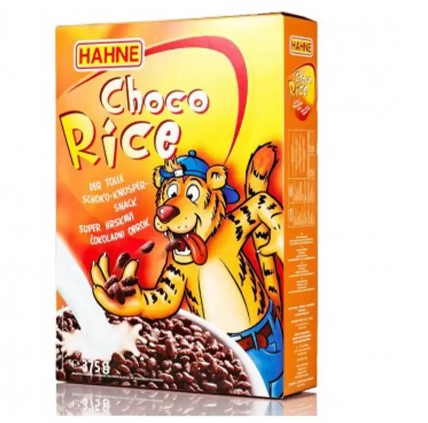 HAHNE
Choco
Rice
DER TOLLE
SCHOKO-KNUSPER-
SNACK
SUPER HRSKAVI
ČOKOLADNI OBROK
375g
HAHNE
Choco
Rice